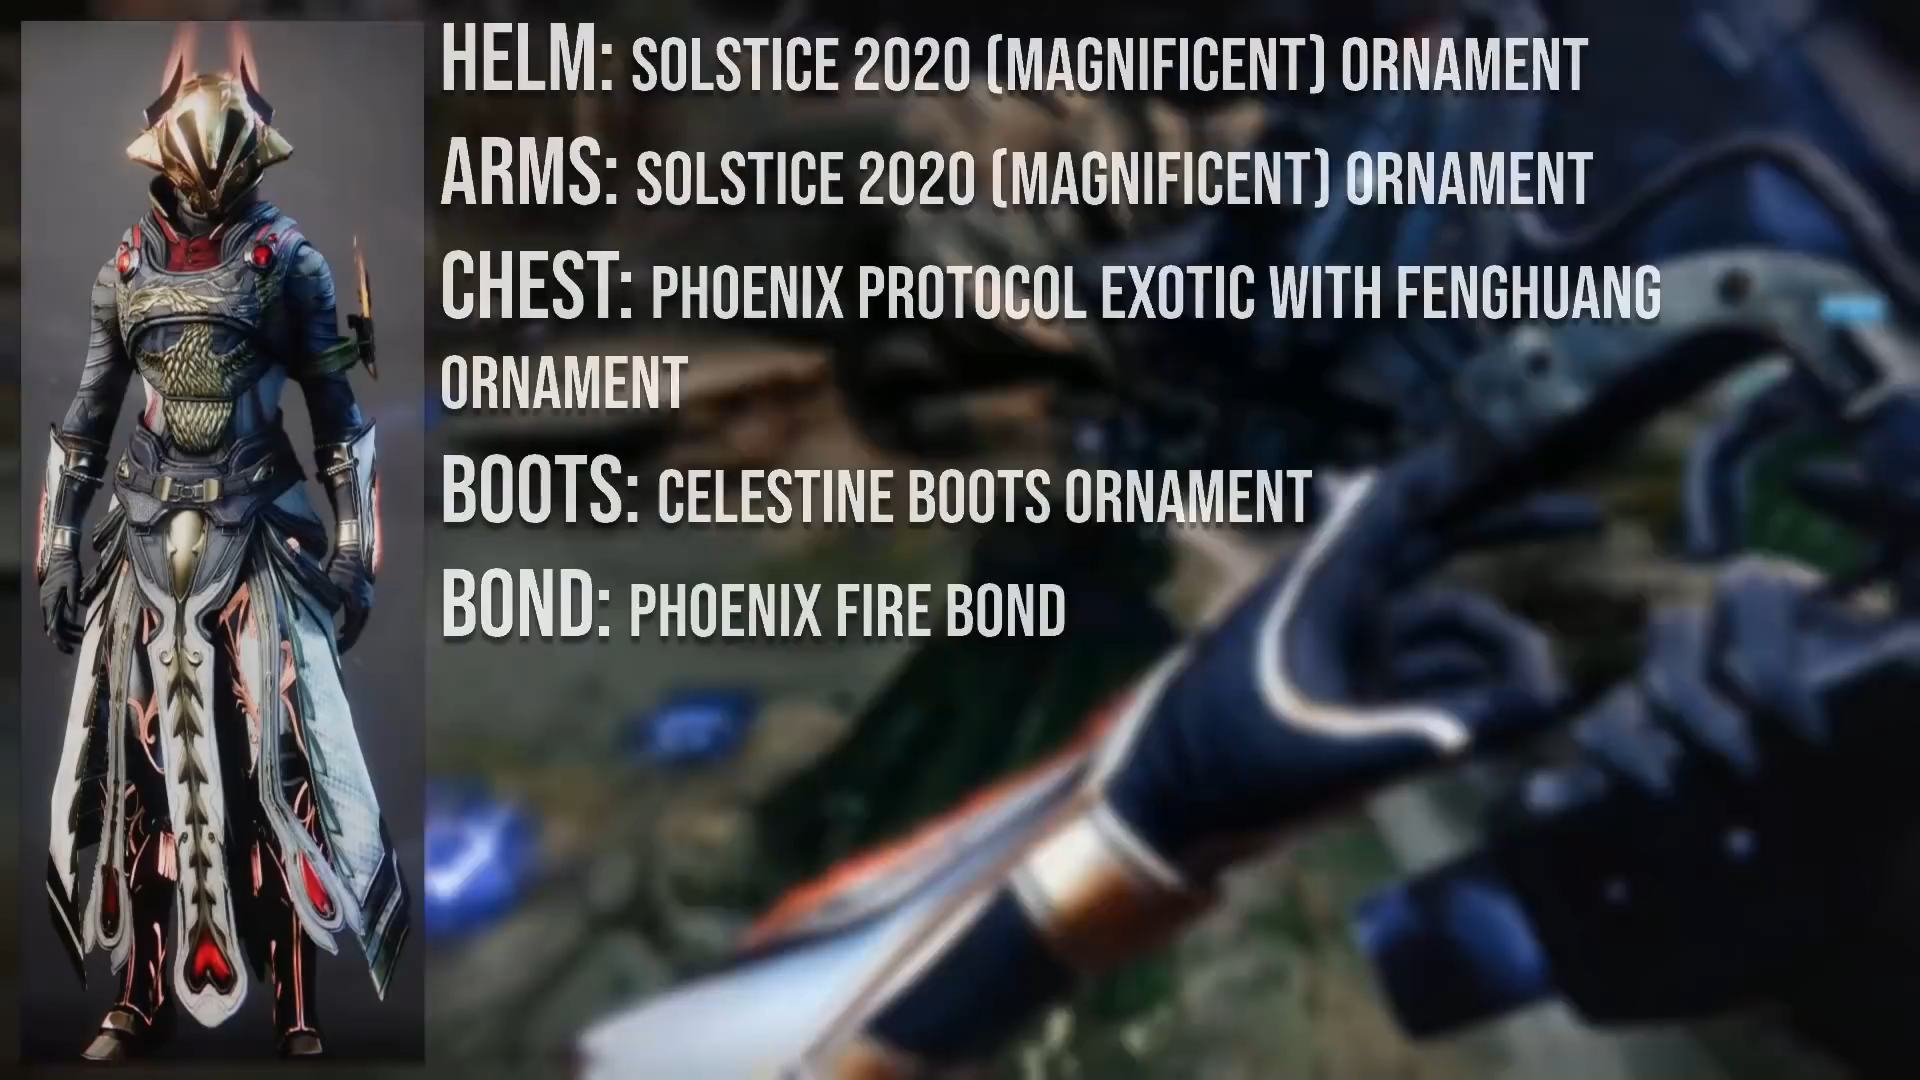 HELM: SOLSTICE 2020 (MAGNIFICENT) ORNAMENT
ARMS: SOLSTICE 2020 (MAGNIFICENT) ORNAMENT
CHEST: PHOENIX PROTOCOL EXOTIC WITH FENGHUANG
ORNAMENT
BOOTS: CELESTINE BOOTS ORNAMENT
BOND: PHOENIX FIRE BOND